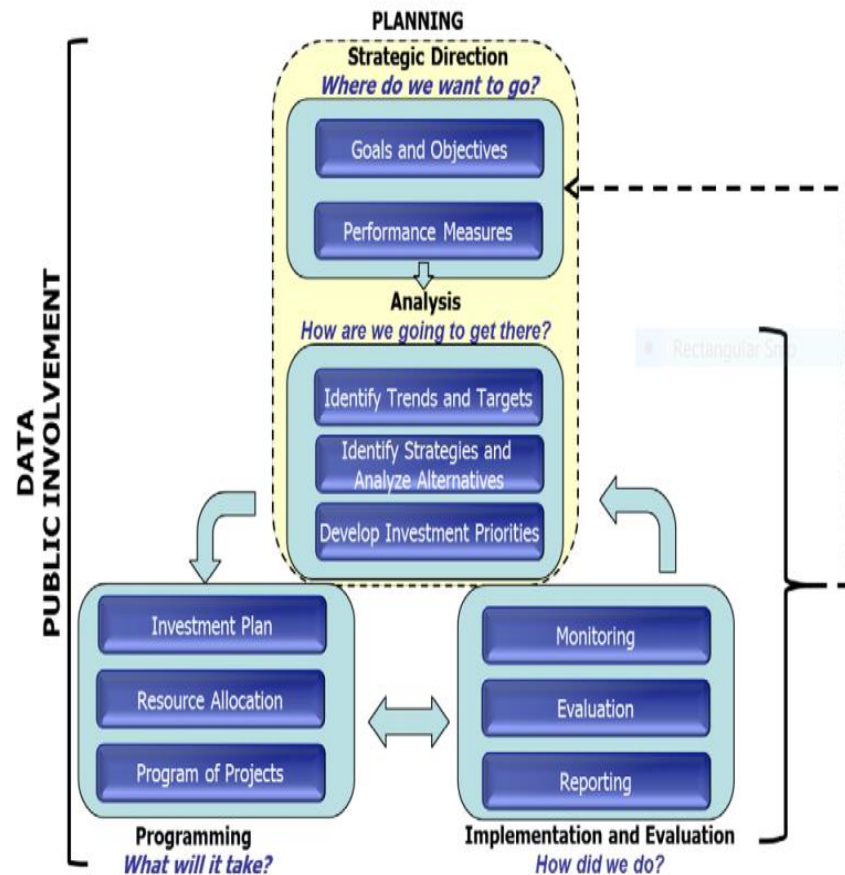 PLANNING
Strategic Direction
Where do we want to go?
Goals and Objectives
Performance Measures
Analysis
How are we going to get there?
Identify Trends and Targets
Identify Strategies and
Analyze Alternatives
Develop Investment Priorities
DATA
PUBLIC INVOLVEMENT
Rectangular Snip
Investment Plan
Resource Allocation
Program of Projects
Programming
What will it take?
Monitoring
Evaluation
Reporting
Implementation and Evaluation
How did we do?